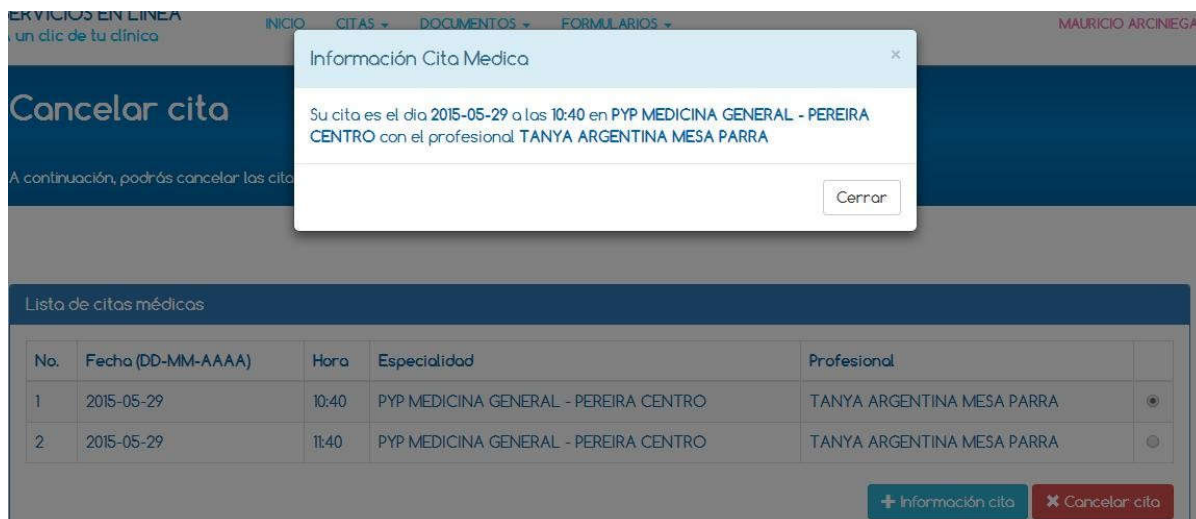 SERVICIOS EN LINEA
INICIO CITAS DOCUMENTOS FORMULARIOS
MAURICIO ARCINIEGA
un clic de tu clínica
Información Cita Medica
×
Cancelar cita
Su cita es el dia 2015-05-29 a las 10:40 en PYP MEDICINA GENERAL - PEREIRA
CENTRO con el profesional TANYA ARGENTINA MESA PARRA
A continuación, podrás cancelar las cita
Cerrar
Lista de citas médicas
No. Fecha (DD-MM-AAAA) Hora Especialidad Profesional
1 2015-05-29 10:40 PYP MEDICINA GENERAL - PEREIRA CENTRO TANYA ARGENTINA MESA PARRA
2 2015-05-29 11:40 PYP MEDICINA GENERAL - PEREIRA CENTRO TANYA ARGENTINA MESA PARRA
+ Información cita ✖ Cancelar cita